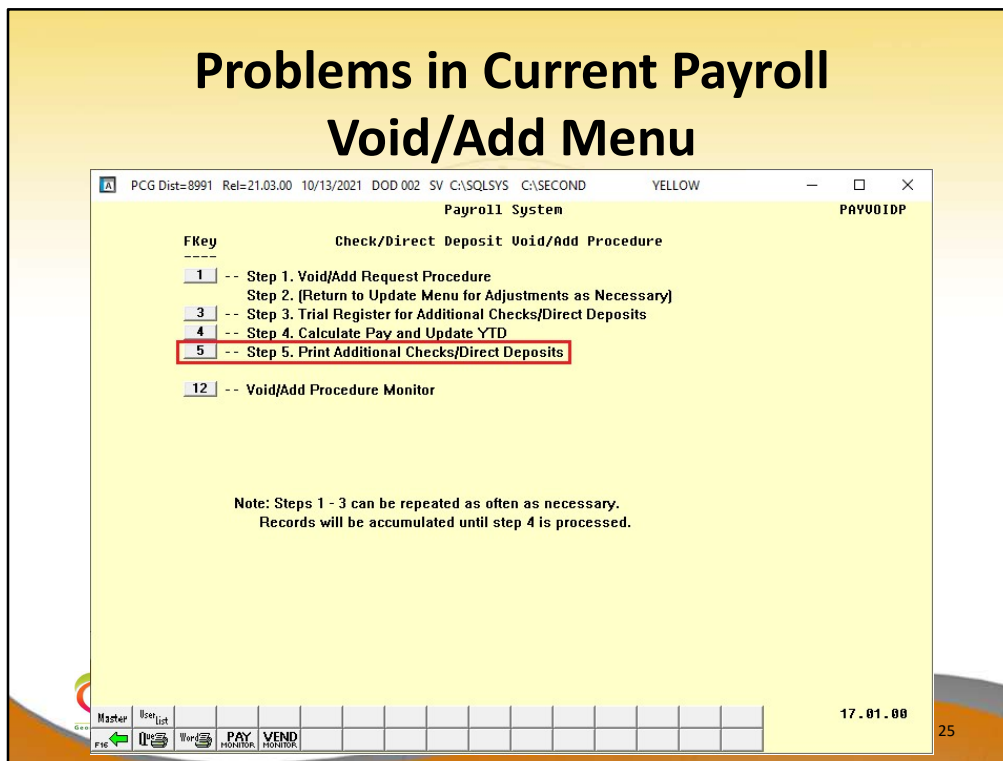 Problems in Current Payroll
Void/Add Menu
A PCG Dist=8991 Rel=21.03.00 10/13/2021 DOD 002 SV C:\SQLSYS C:\SECOND YELLOW
Payroll System PAYVOIDP
FKey Check/Direct Deposit Void/Add Procedure
----
1 -- Step 1. Void/Add Request Procedure
Step 2. (Return to Update Menu for Adjustments as Necessary)
3 -- Step 3. Trial Register for Additional Checks/Direct Deposits
4 -- Step 4. Calculate Pay and Update YTD
5 -- Step 5. Print Additional Checks/Direct Deposits
12 -- Void/Add Procedure Monitor
Note: Steps 1 - 3 can be repeated as often as necessary.
Records will be accumulated until step 4 is processed.
Master User List 17.01.00
F16 Que Word PAY MONITOR VEND MONITOR
25